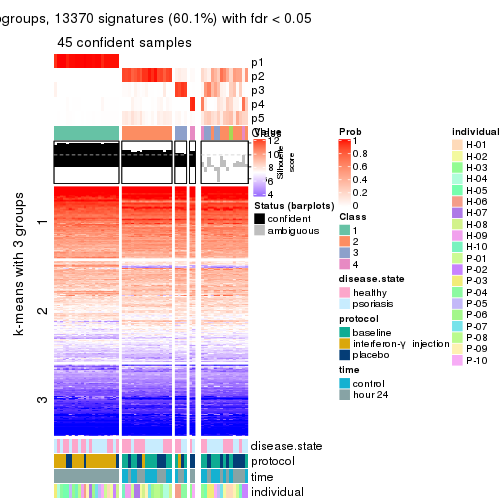 ogroups, 13370 signatures (60.1%) with fdr < 0.05
45 confident samples
p1
p2
p3
p4
p5
Class
Value
12
10
8
6
4
Silhouette
score
k-means with 3 groups
1
2
3
Status (barplots)
confident
ambiguous
disease.state
protocol
time
individual
Prob
1
0.8
0.6
0.4
0.2
0
Class
1
2
3
4
disease.state
healthy
psoriasis
protocol
baseline
interferon-γ injection
placebo
time
control
hour 24
individual
H-01
H-02
H-03
H-04
H-05
H-06
H-07
H-08
H-09
H-10
P-01
P-02
P-03
P-04
P-05
P-06
P-07
P-08
P-09
P-10